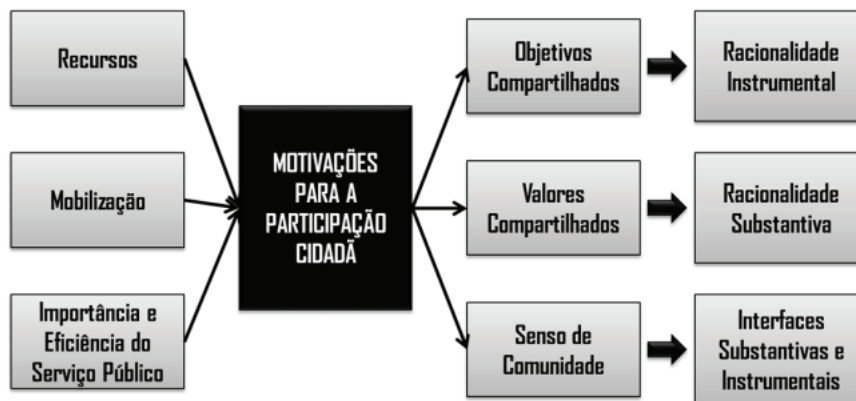 Recursos
Mobilização
Importância e
Eficiência do
Serviço Público
MOTIVAÇÕES
PARA A
PARTICIPAÇÃO
CIDADÃ
Objetivos
Compartilhados
Racionalidade
Instrumental
Valores
Compartilhados
Racionalidade
Substantiva
Senso de
Comunidade
Interfaces
Substantivas e
Instrumentais